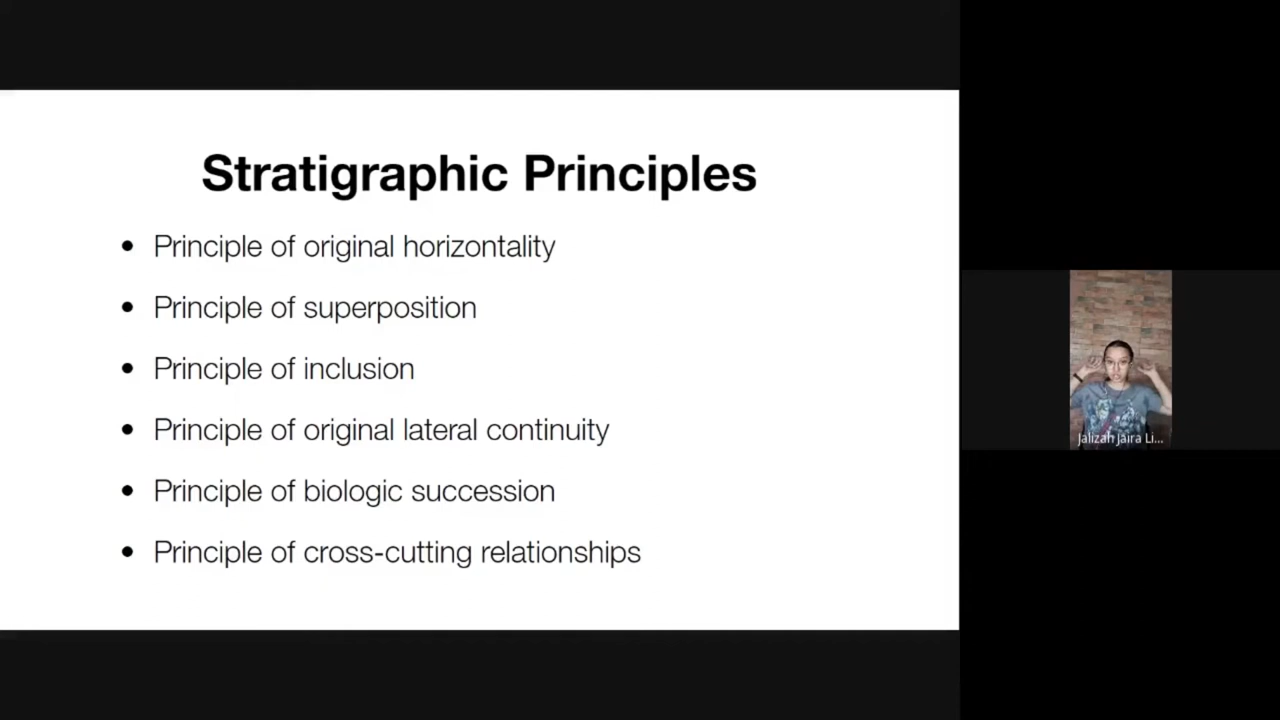 Stratigraphic Principles
• Principle of original horizontality
• Principle of superposition
• Principle of inclusion
• Principle of original lateral continuity
• Principle of biologic succession
• Principle of cross-cutting relationships
Jalizah Jaira Li...